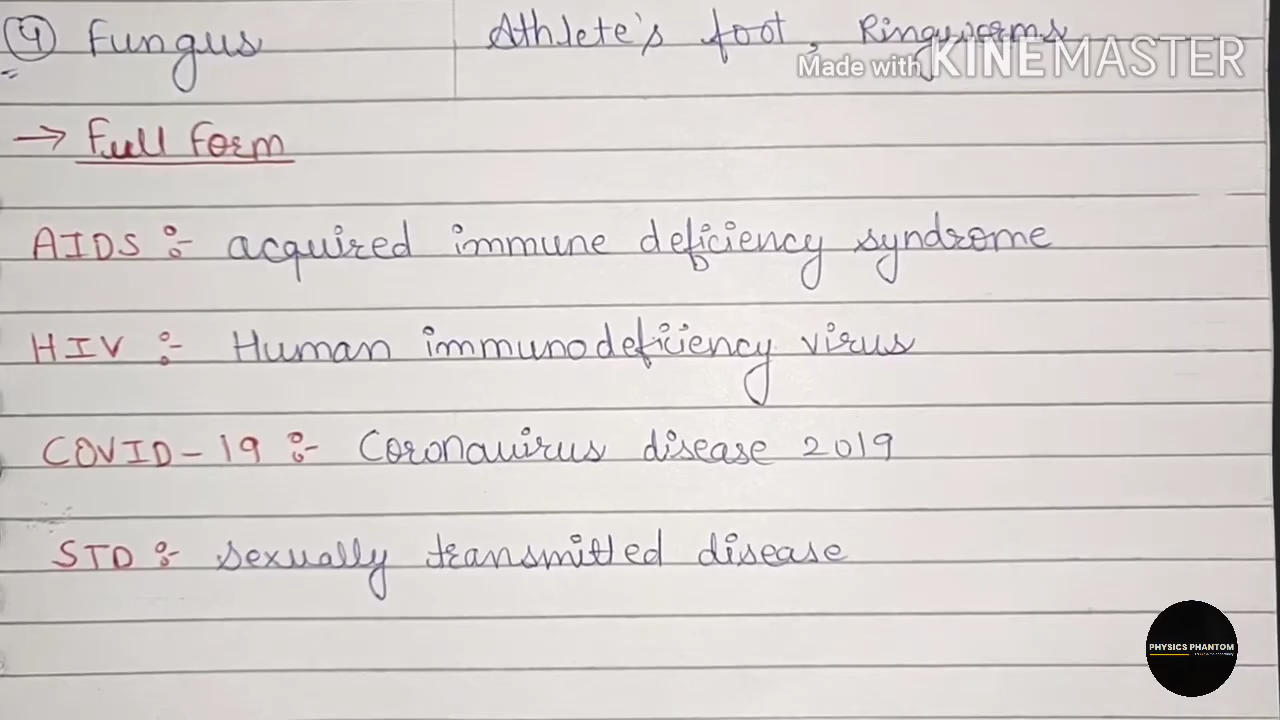 ④ Fungus Athlete's foot, Ringworms
Made with KINEMASTER
→ Full Form
AIDS :- acquired immune deficiency syndrome
HIV :- Human immunodeficiency virus
COVID-19 :- Coronavirus disease 2019
STD :- sexually transmitted disease
PHYSICS PHANTOM